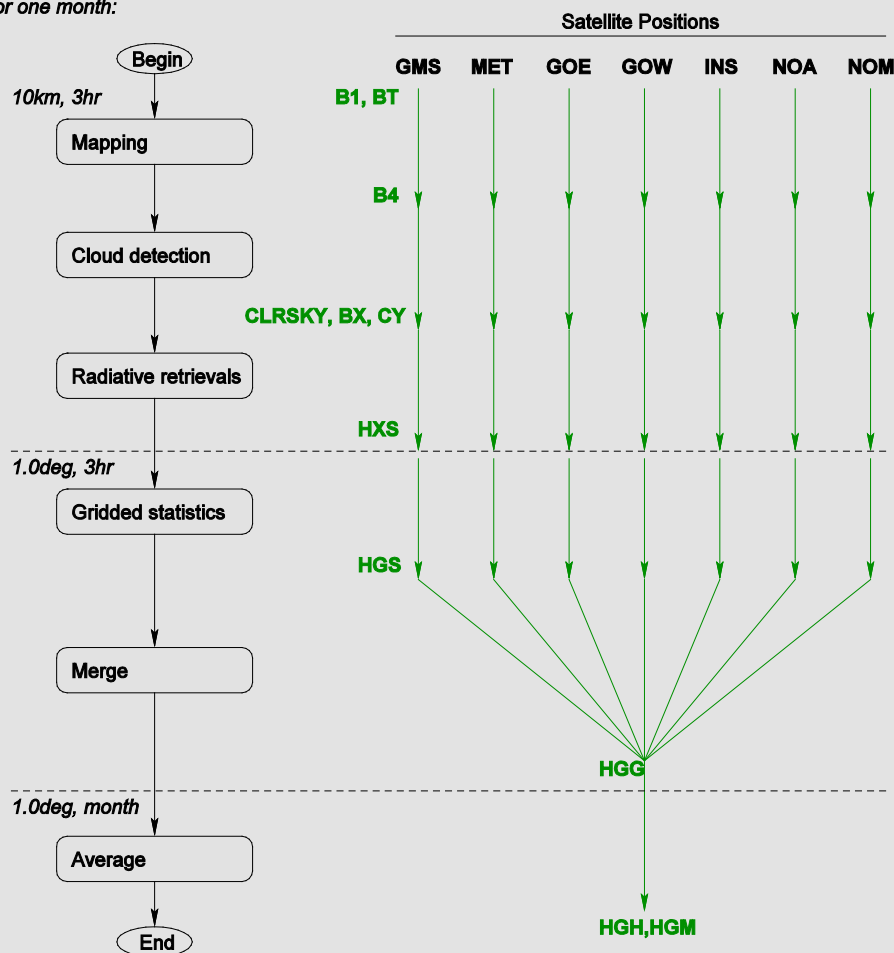 or one month:
Satellite Positions
Begin
GMS MET GOE GOW INS NOA NOM
10km, 3hr
B1, BT
Mapping
B4
Cloud detection
CLRSKY, BX, CY
Radiative retrievals
HXS
1.0deg, 3hr
Gridded statistics
HGS
Merge
HGG
1.0deg, month
Average
HGH,HGM
End